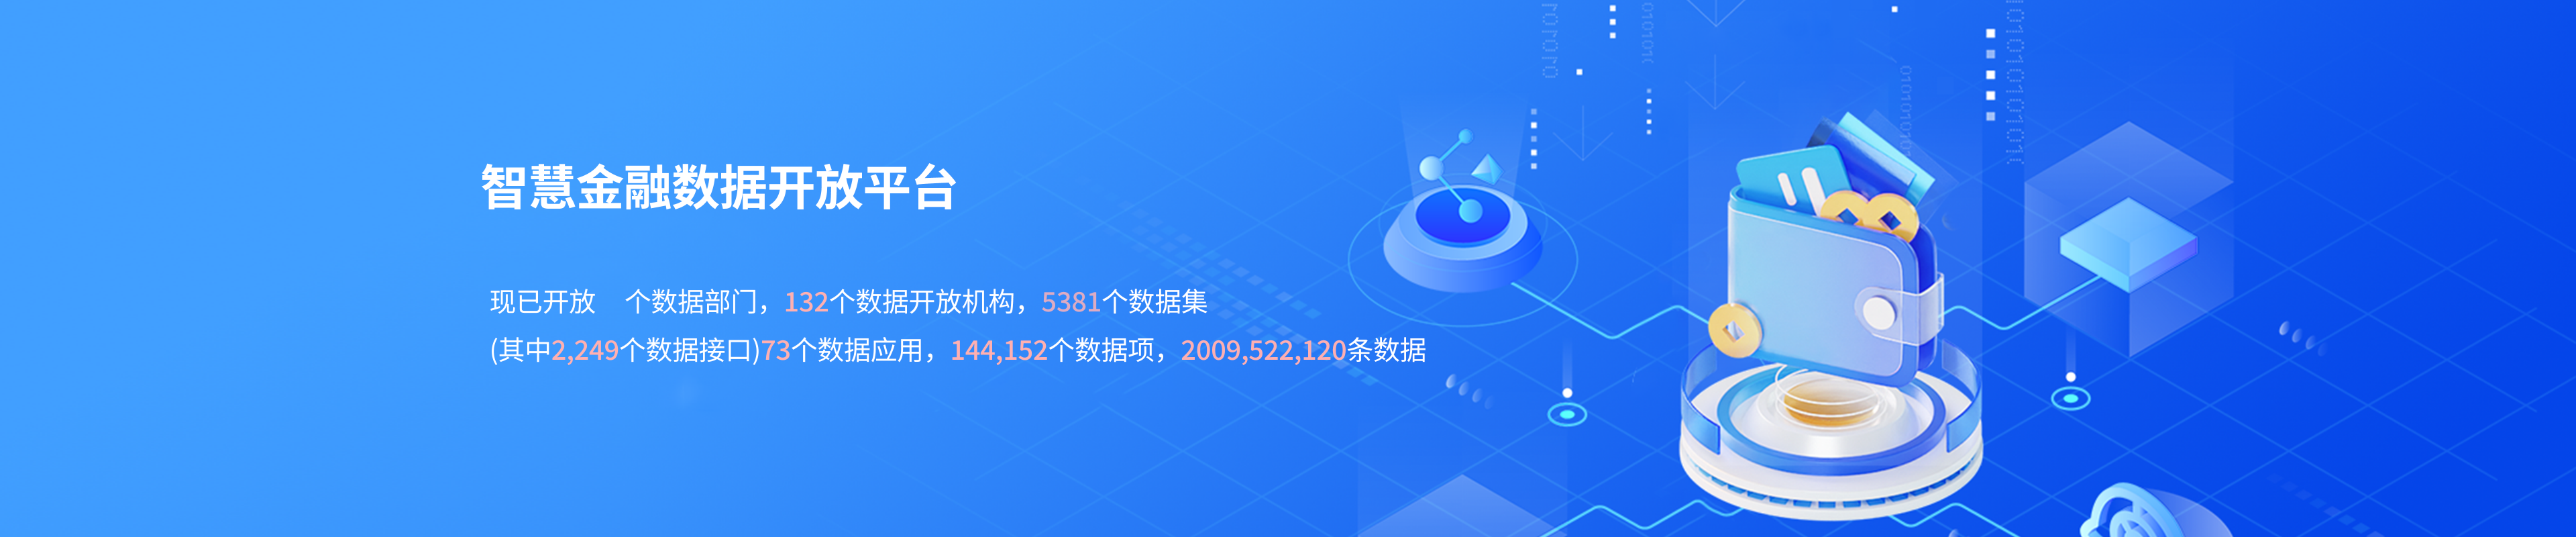 智慧金融数据开放平台
现已开放 个数据部门，132个数据开放机构，5381个数据集
(其中2,249个数据接口)73个数据应用，144,152个数据项，2009,522,120条数据